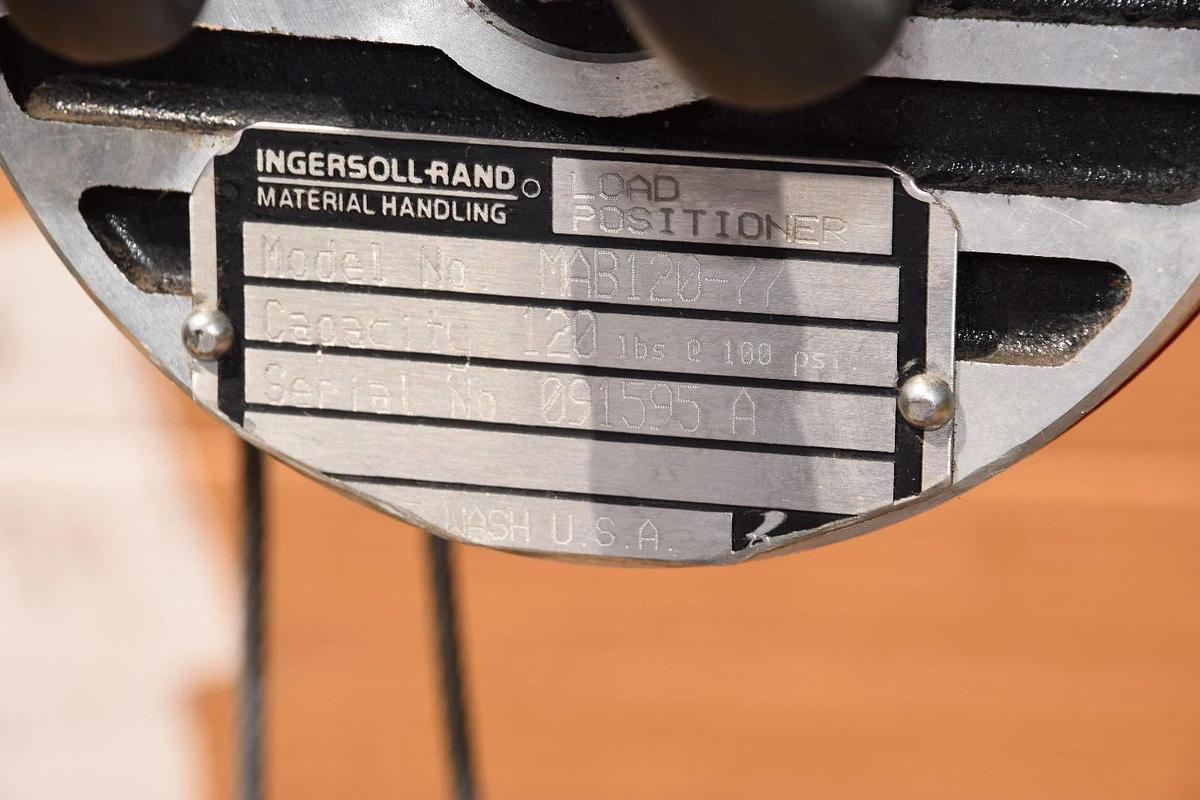 INGERSOLL-RAND
MATERIAL HANDLING
LOAD
POSITIONER
Model No. MAB120-77
Capacity 120 lbs @ 100 psi.
Serial No 091595 A
WASH U.S.A.